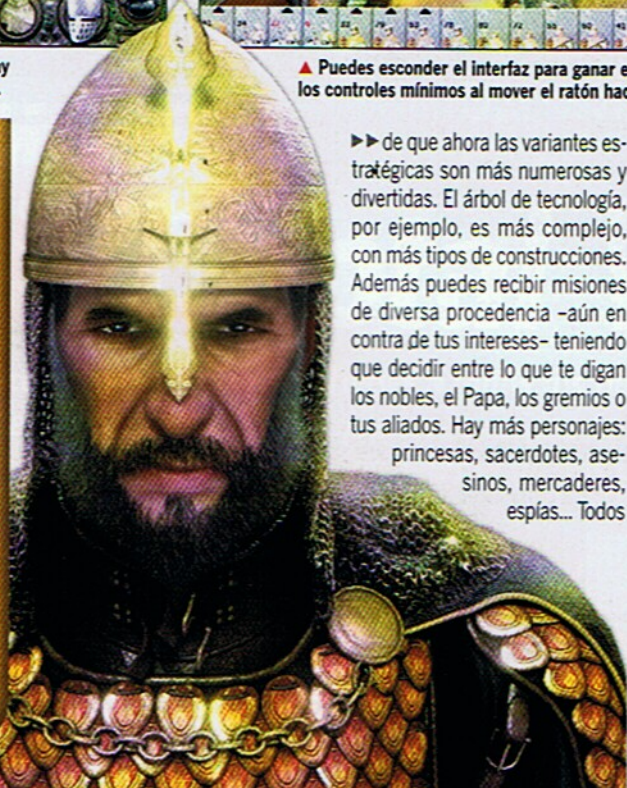 ▲ Puedes esconder el interfaz para ganar e
los controles mínimos al mover el ratón hac
▶▶ de que ahora las variantes es-
tratégicas son más numerosas y
divertidas. El árbol de tecnología,
por ejemplo, es más complejo,
con más tipos de construcciones.
Además puedes recibir misiones
de diversa procedencia –aún en
contra de tus intereses– teniendo
que decidir entre lo que te digan
los nobles, el Papa, los gremios o
tus aliados. Hay más personajes:
princesas, sacerdotes, ase-
sinos, mercaderes,
espías... Todos